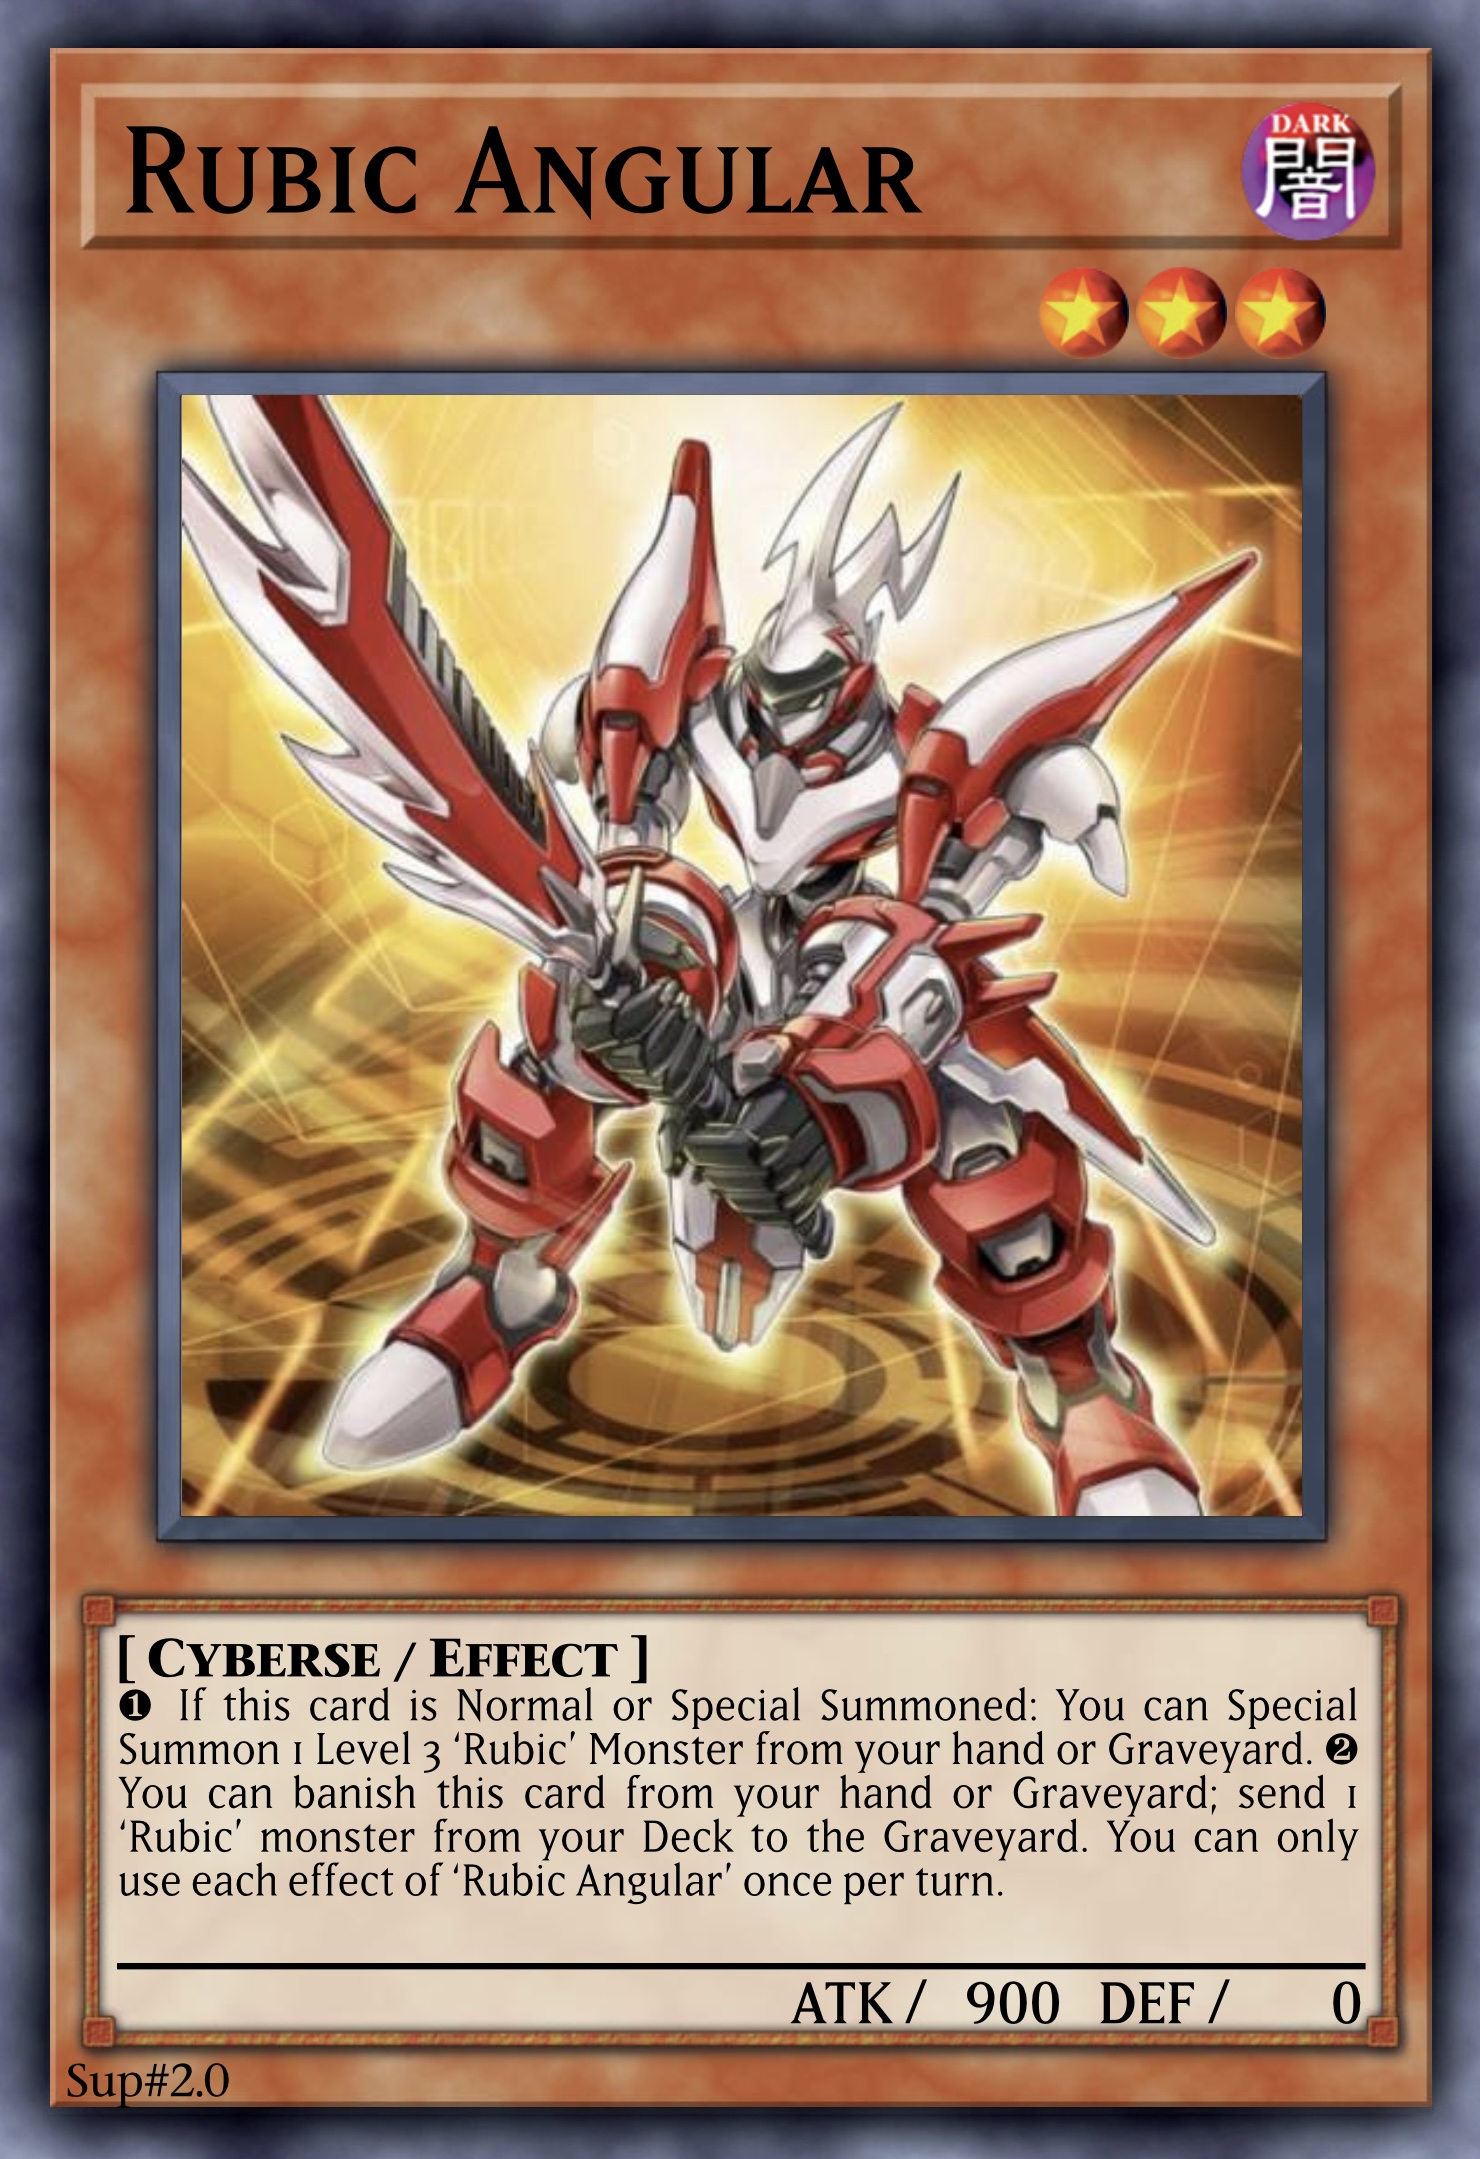 Rubic Angular
DARK
闇
[ Cyberse / Effect ]
❶ If this card is Normal or Special Summoned: You can Special
Summon 1 Level 3 ‘Rubic’ Monster from your hand or Graveyard. ❷
You can banish this card from your hand or Graveyard; send 1
‘Rubic’ monster from your Deck to the Graveyard. You can only
use each effect of ‘Rubic Angular’ once per turn.
ATK / 900 DEF / 0
Sup#2.0